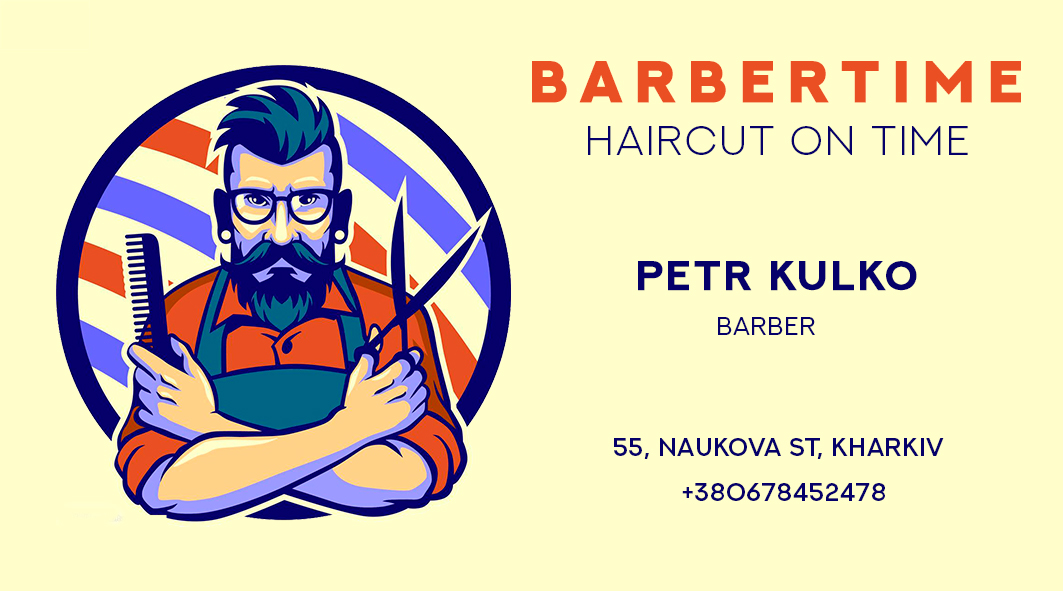 BARBERTIME
HAIRCUT ON TIME
PETR KULKO
BARBER
55, NAUKOVA ST, KHARKIV
+380678452478